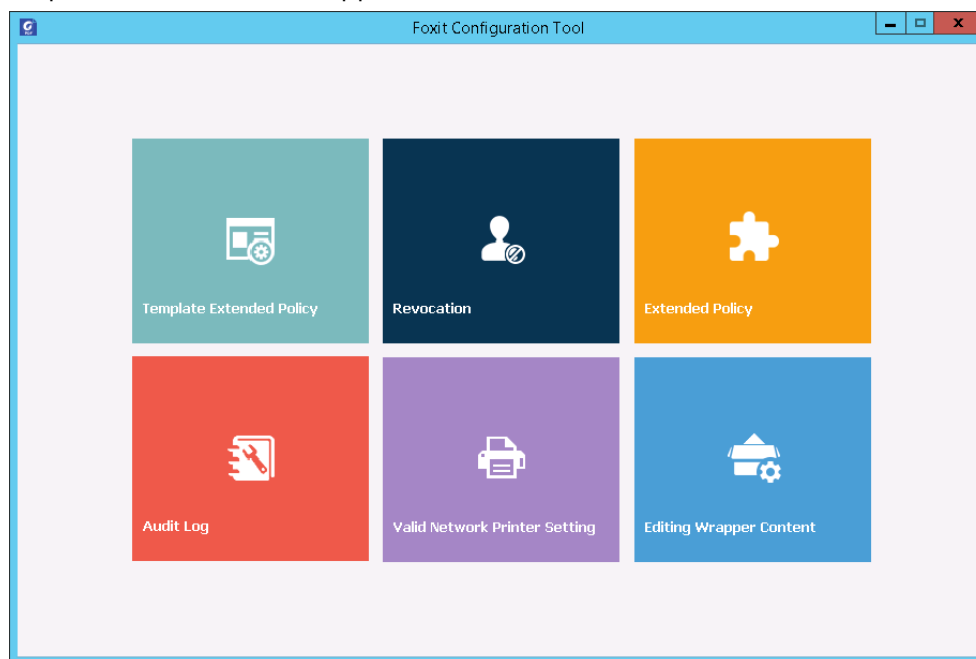 Foxit Configuration Tool
Template Extended Policy
Revocation
Extended Policy
Audit Log
Valid Network Printer Setting
Editing Wrapper Content